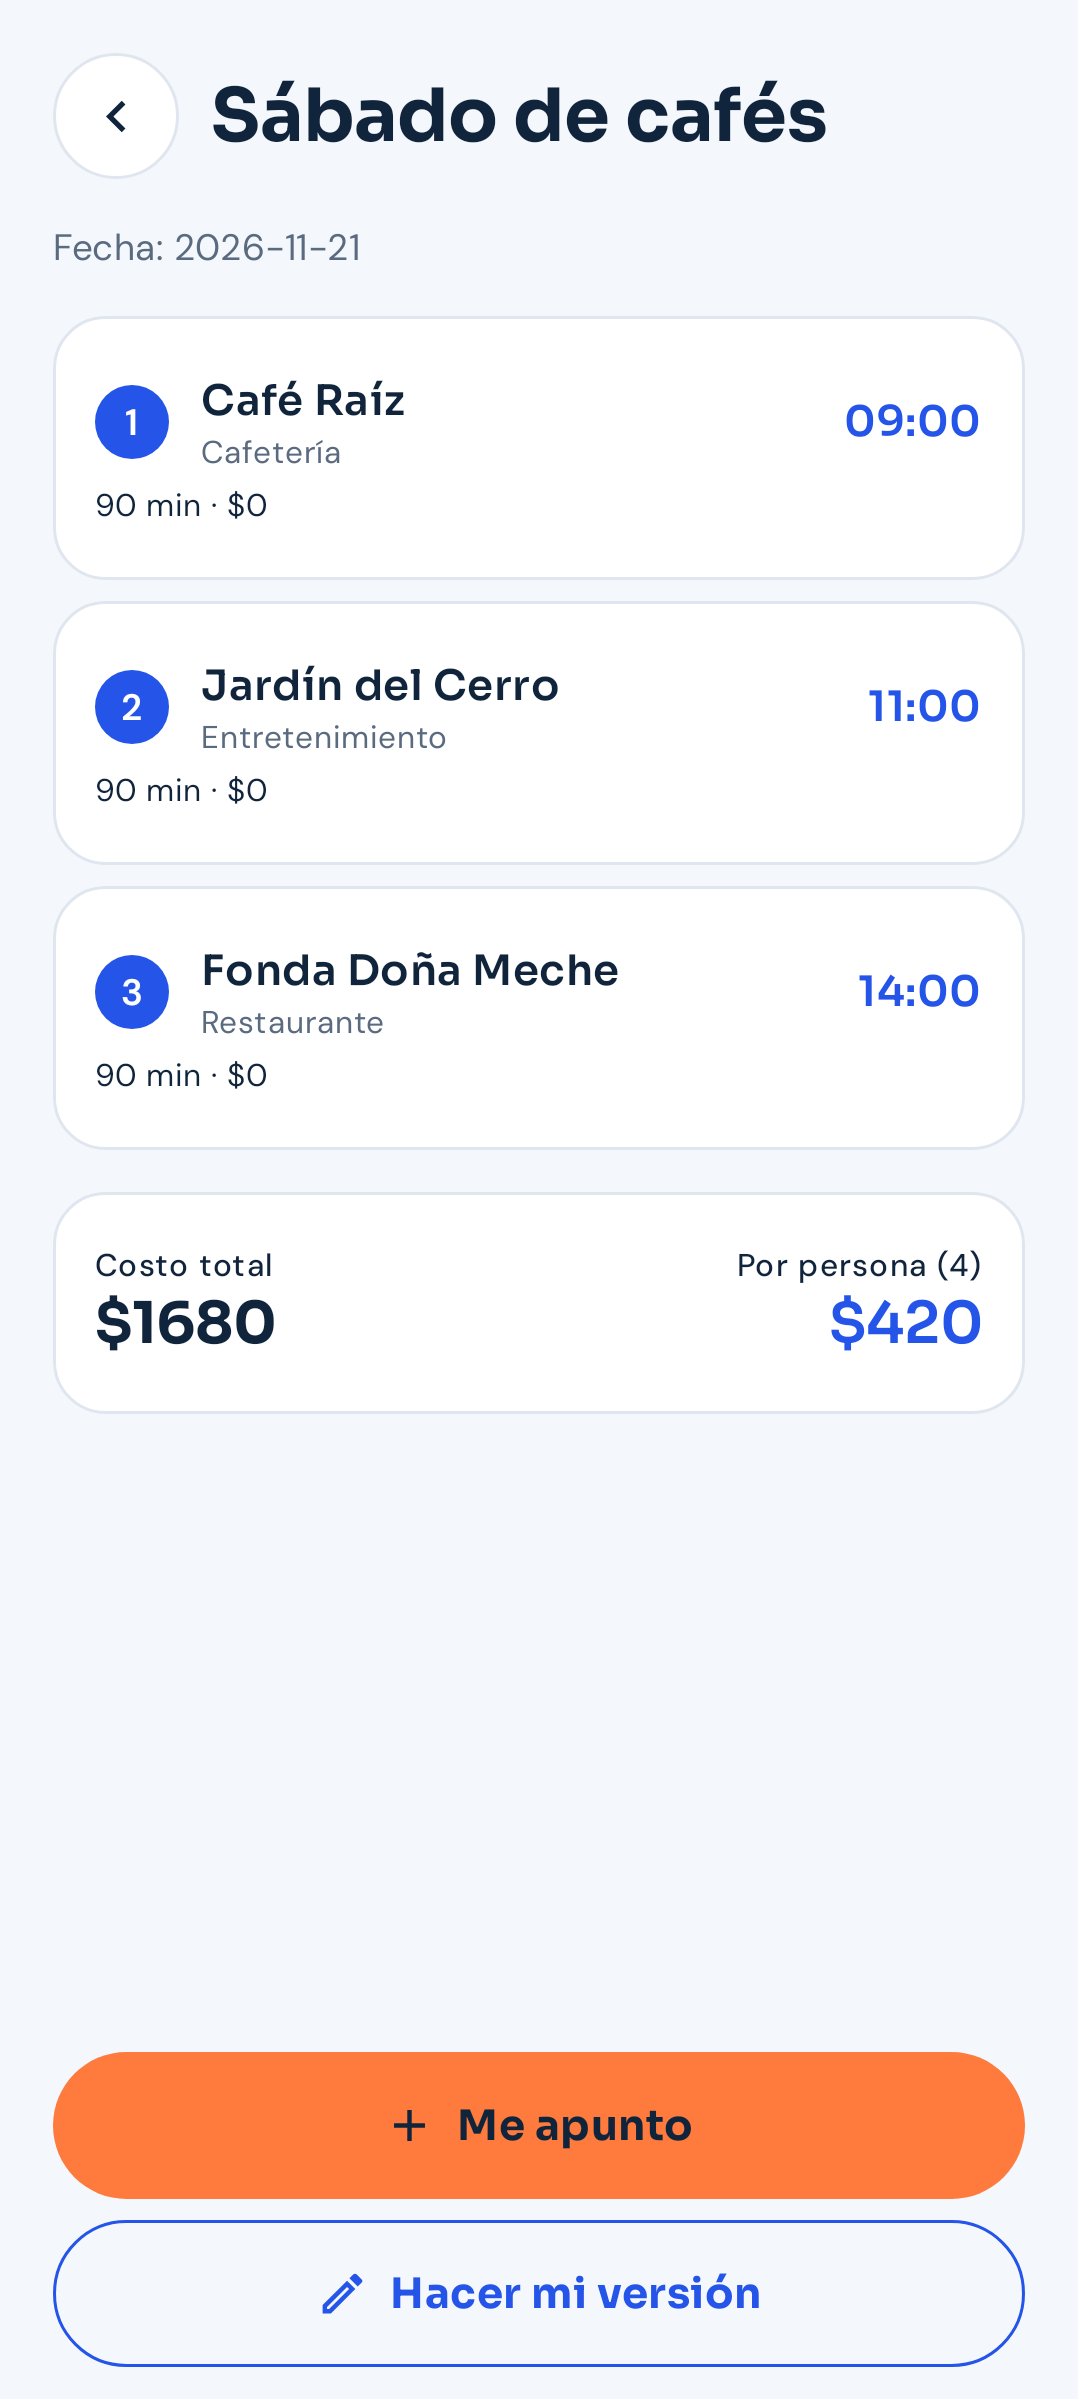 Sábado de cafés
Fecha: 2026-11-21
1
Café Raíz
Cafetería
09:00
90 min · $0
2
Jardín del Cerro
Entretenimiento
11:00
90 min · $0
3
Fonda Doña Meche
Restaurante
14:00
90 min · $0
Costo total
$1680
Por persona (4)
$420
+ Me apunto
Hacer mi versión